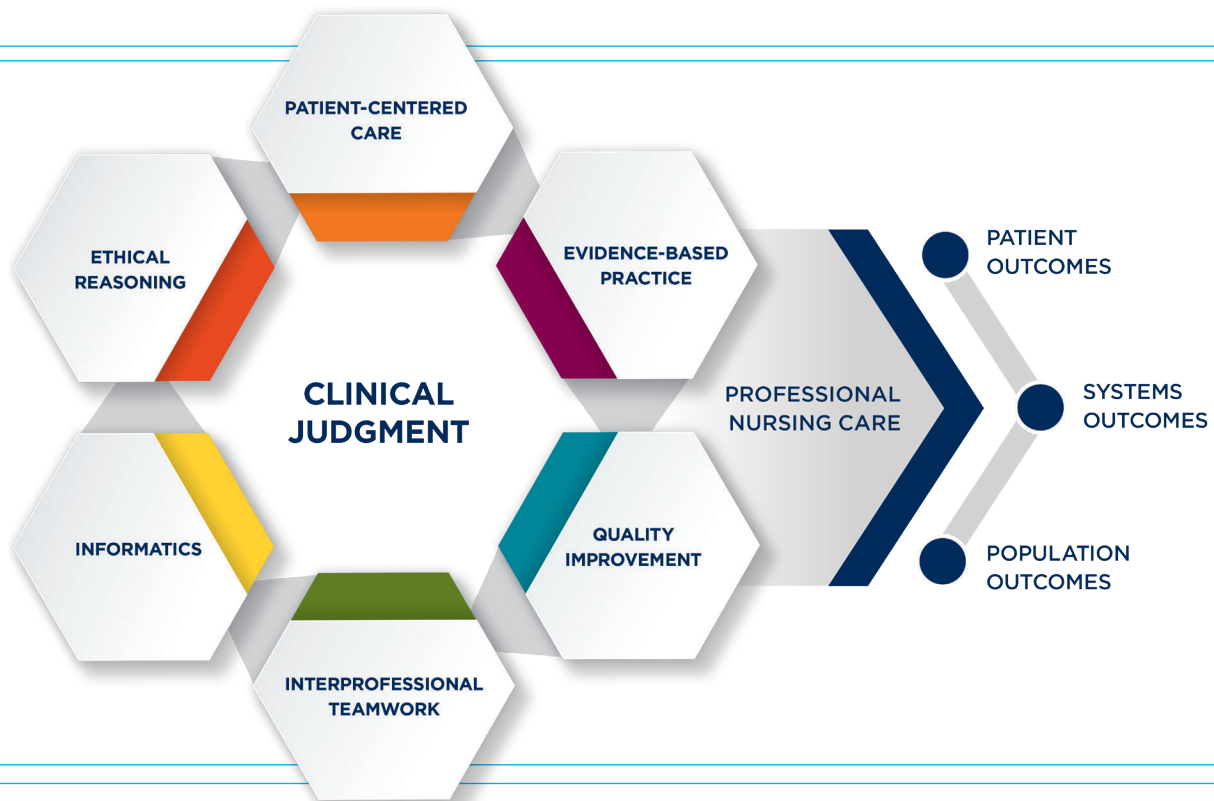 PATIENT-CENTERED
CARE
ETHICAL
REASONING
EVIDENCE-BASED
PRACTICE
CLINICAL
JUDGMENT
INFORMATICS
QUALITY
IMPROVEMENT
INTERPROFESSIONAL
TEAMWORK
PROFESSIONAL
NURSING CARE
PATIENT
OUTCOMES
SYSTEMS
OUTCOMES
POPULATION
OUTCOMES